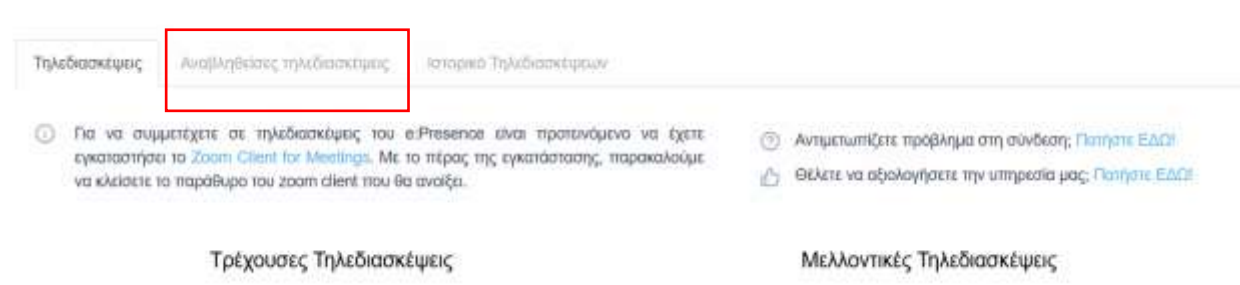 Τηλεδιασκέψεις Αναβληθείσες τηλεδιασκέψεις Ιστορικό Τηλεδιασκέψεων
Για να συμμετέχετε σε τηλεδιασκέψεις του e:Presence είναι προτεινόμενο να έχετε
εγκαταστήσει το Zoom Client for Meetings. Με το πέρας της εγκατάστασης, παρακαλούμε
να κλείσετε το παράθυρο του zoom client που θα ανοίξει.
Αντιμετωπίζετε πρόβλημα στη σύνδεση; Πατήστε ΕΔΩ!
Θέλετε να αξιολογήσετε την υπηρεσία μας; Πατήστε ΕΔΩ!
Τρέχουσες Τηλεδιασκέψεις Μελλοντικές Τηλεδιασκέψεις